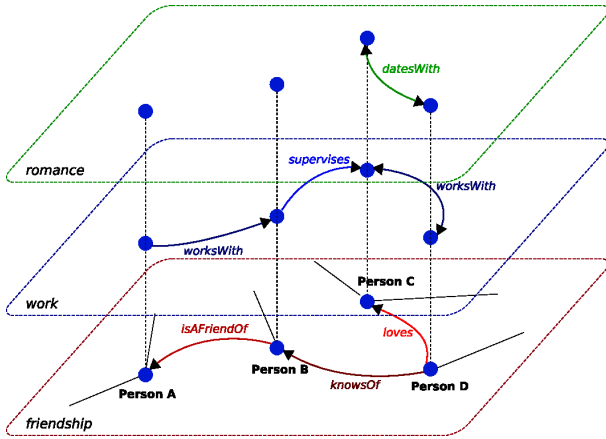 datesWith
romance
supervises
worksWith
worksWith
work
Person C
isAFriendOf
loves
Person B
Person A
knowsOf
Person D
friendship